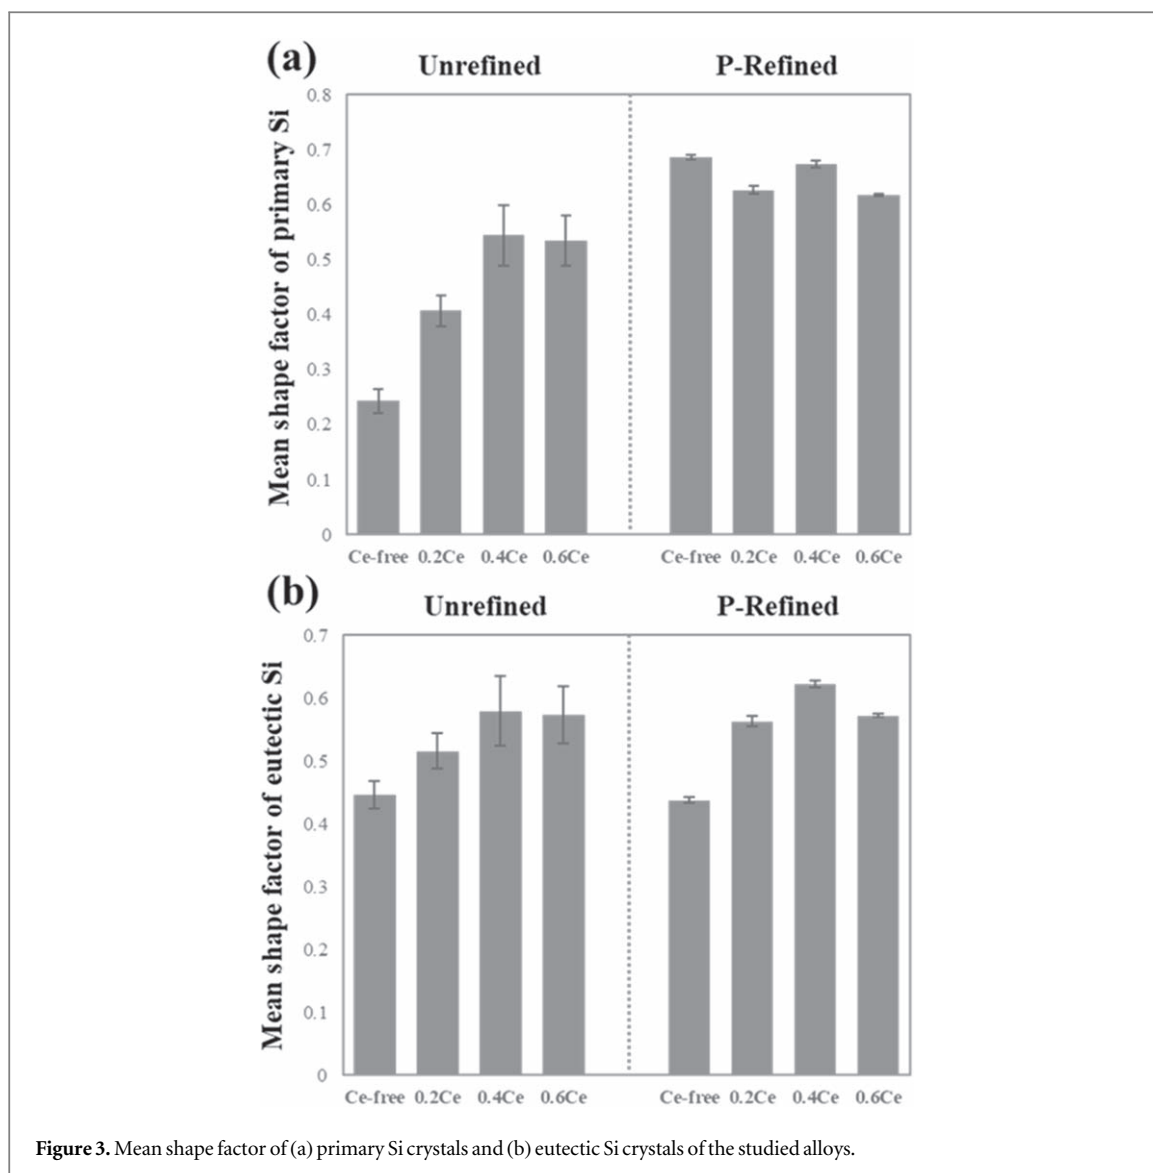 (a)
Unrefined P-Refined
Mean shape factor of primary Si
0.8
0.7
0.6
0.5
0.4
0.3
0.2
0.1
0
Ce-free 0.2Ce 0.4Ce 0.6Ce Ce-free 0.2Ce 0.4Ce 0.6Ce
(b)
Unrefined P-Refined
Mean shape factor of eutectic Si
0.7
0.6
0.5
0.4
0.3
0.2
0.1
0
Ce-free 0.2Ce 0.4Ce 0.6Ce Ce-free 0.2Ce 0.4Ce 0.6Ce
Figure 3. Mean shape factor of (a) primary Si crystals and (b) eutectic Si crystals of the studied alloys.